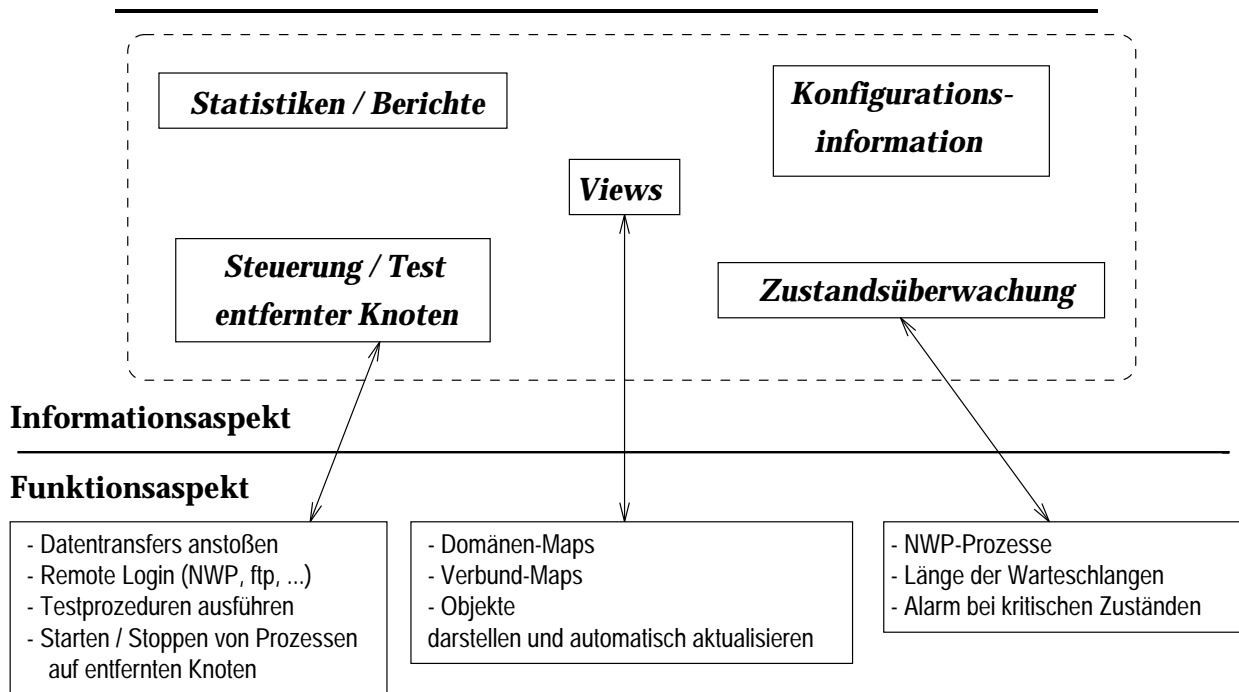 Statistiken / Berichte
Konfigurations-
information
Views
Steuerung / Test
entfernter Knoten
Zustandsüberwachung
Informationsaspekt
Funktionsaspekt
- Datentransfers anstoßen
- Remote Login (NWP, ftp, ...)
- Testprozeduren ausführen
- Starten / Stoppen von Prozessen
auf entfernten Knoten
- Domänen-Maps
- Verbund-Maps
- Objekte
darstellen und automatisch aktualisieren
- NWP-Prozesse
- Länge der Warteschlangen
- Alarm bei kritischen Zuständen